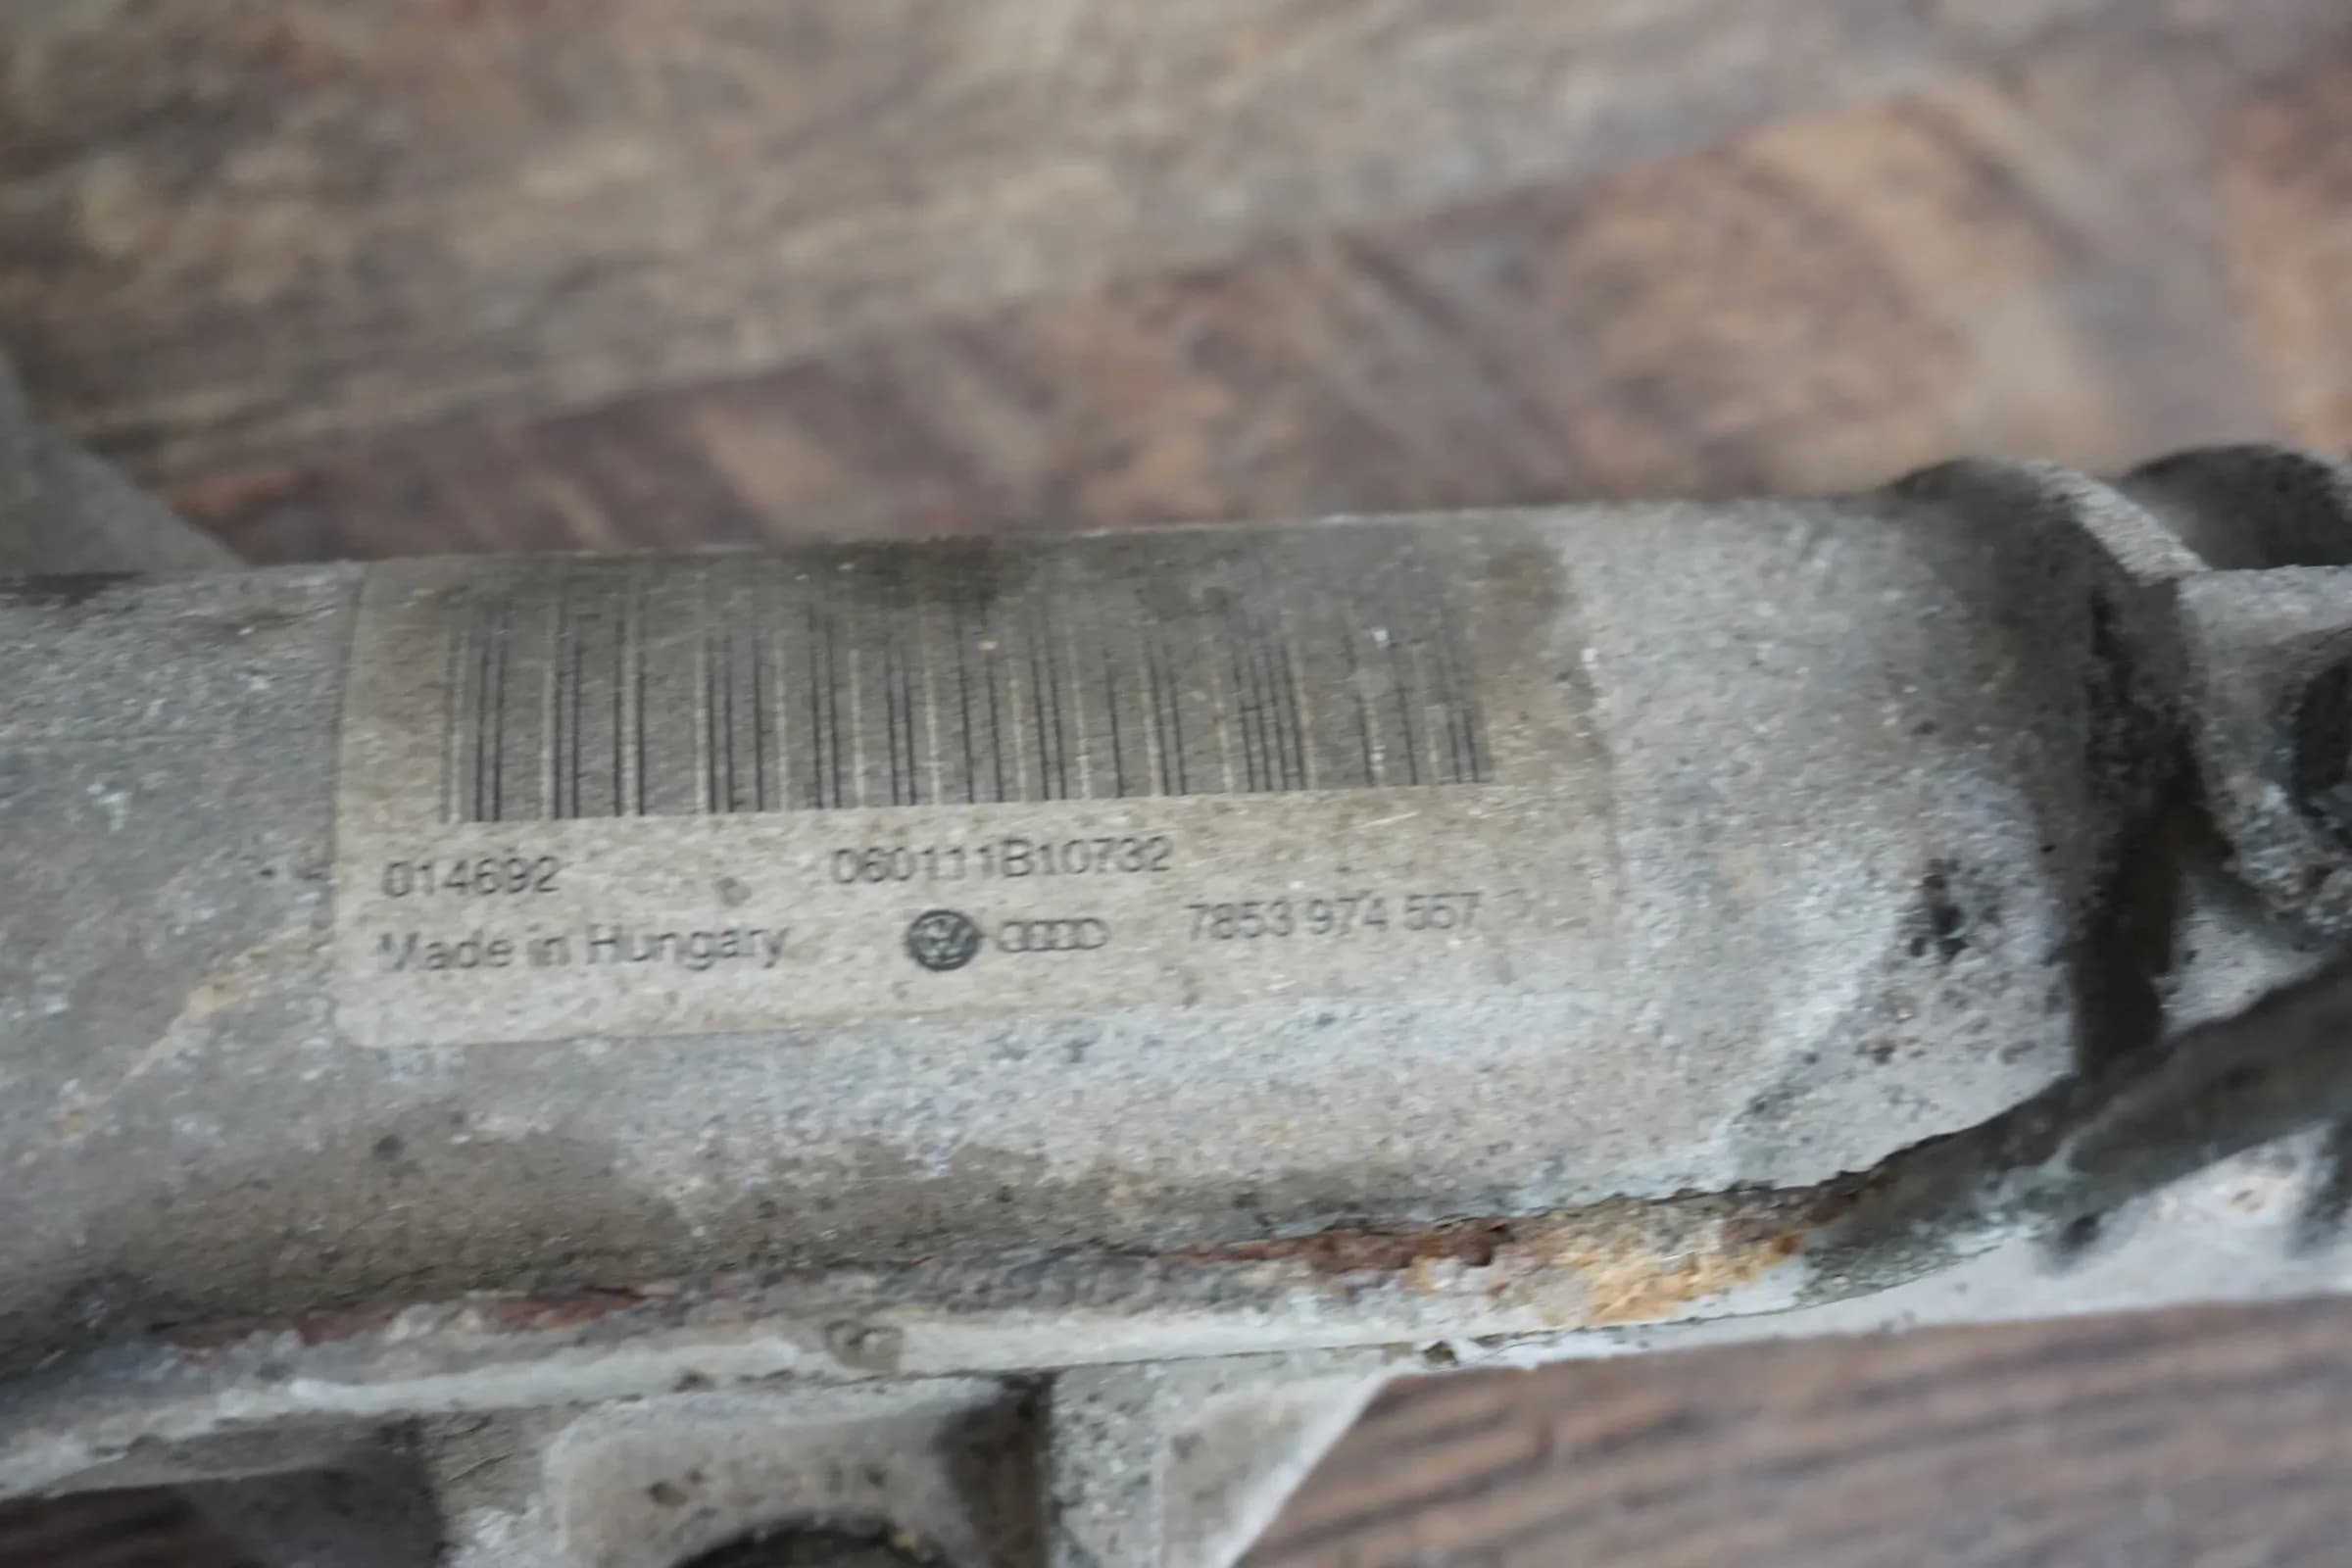 014692 060111B10732
Made in Hungary 7853 974 557